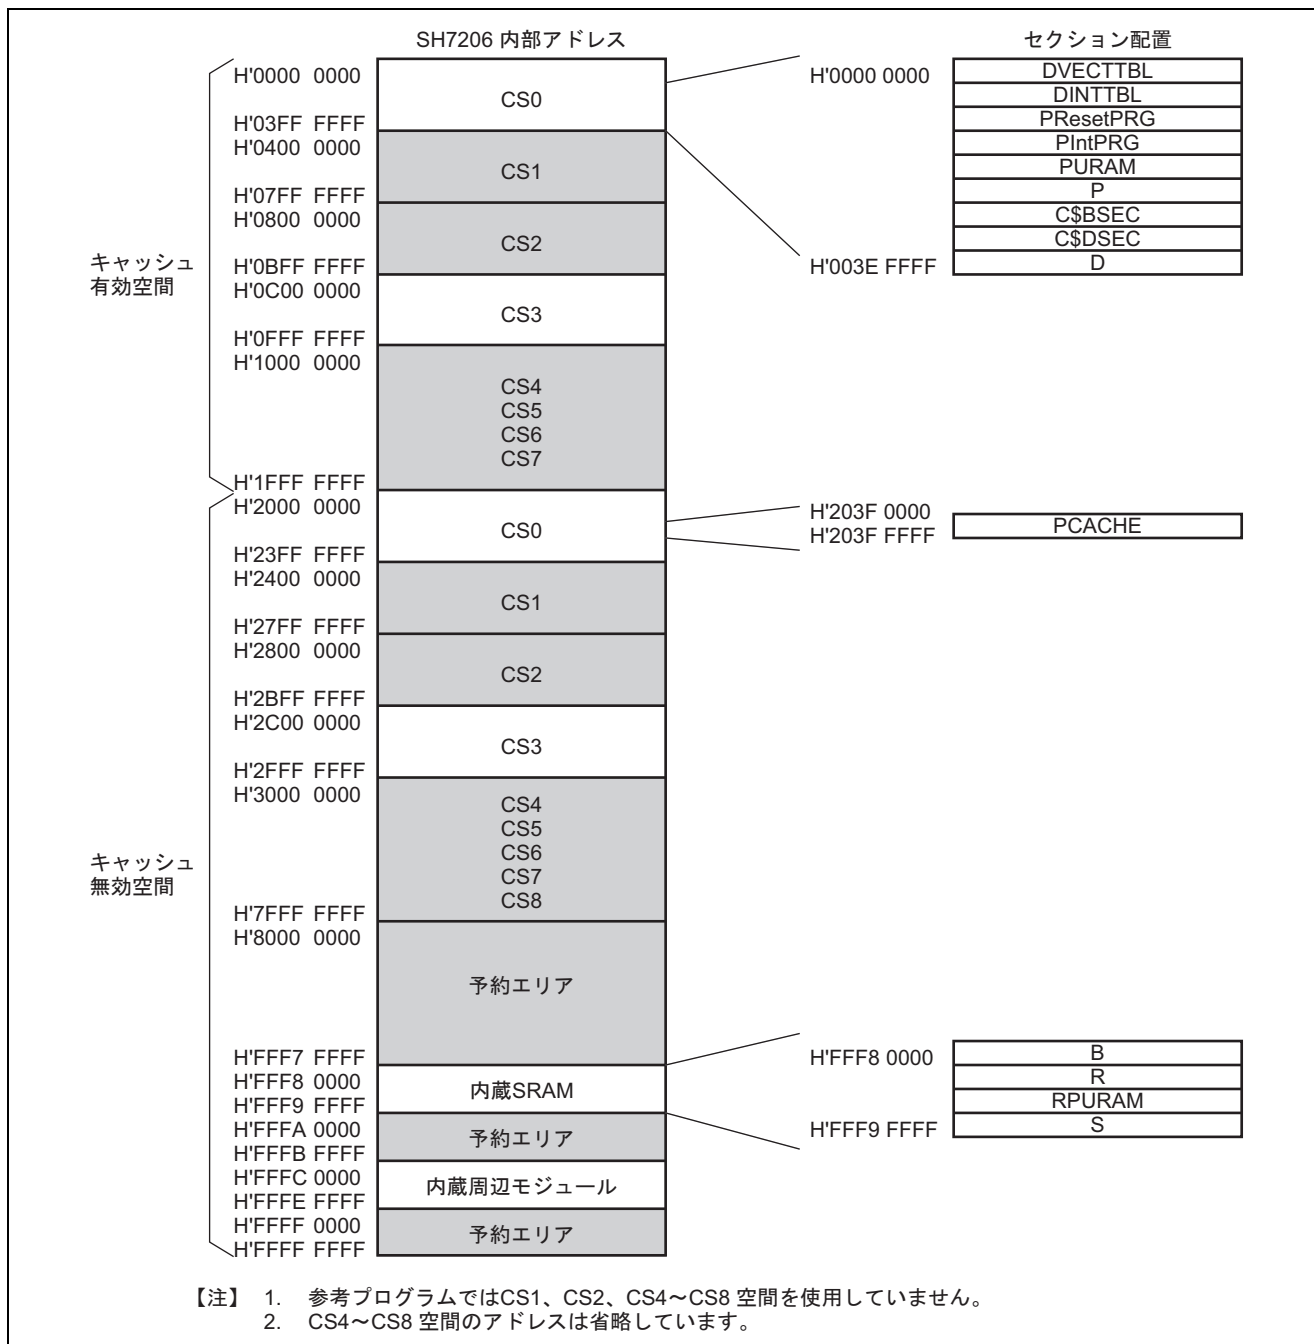 SH7206 内部アドレス
セクション配置
H'0000 0000
CS0
H'03FF FFFF
H'0400 0000
CS1
H'07FF FFFF
H'0800 0000
CS2
H'0BFF FFFF
H'0C00 0000
CS3
H'0FFF FFFF
H'1000 0000
CS4
CS5
CS6
CS7
H'1FFF FFFF
キャッシュ
有効空間
H'2000 0000
CS0
H'23FF FFFF
H'2400 0000
CS1
H'27FF FFFF
H'2800 0000
CS2
H'2BFF FFFF
H'2C00 0000
CS3
H'2FFF FFFF
H'3000 0000
CS4
CS5
CS6
CS7
CS8
H'7FFF FFFF
H'8000 0000
予約エリア
H'FFF7 FFFF
H'FFF8 0000
内蔵SRAM
H'FFF9 FFFF
H'FFFA 0000
予約エリア
H'FFFB FFFF
H'FFFC 0000
内蔵周辺モジュール
H'FFFE FFFF
H'FFFF 0000
予約エリア
H'FFFF FFFF
キャッシュ
無効空間
H'0000 0000
DVECTTBL
DINTTBL
PResetPRG
PIntPRG
PURAM
P
C$BSEC
C$DSEC
D
H'003E FFFF
H'203F 0000
H'203F FFFF
PCACHE
H'FFF8 0000
B
R
RPURAM
S
H'FFF9 FFFF
【注】 1. 参考プログラムではCS1、CS2、CS4～CS8 空間を使用していません。
2. CS4～CS8 空間のアドレスは省略しています。